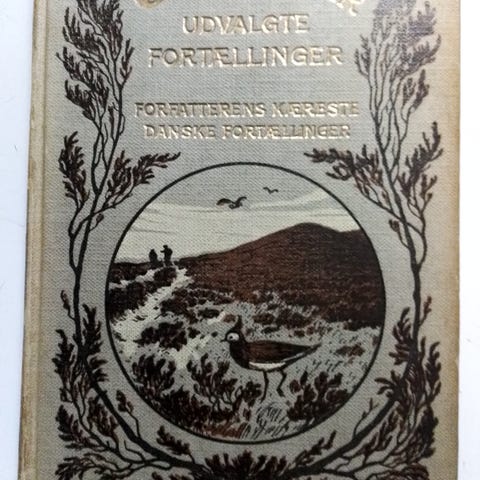 UDVALGTE
FORTÆLLINGER
FORFATTERENS KÆRESTE
DANSKE FORTÆLLINGER